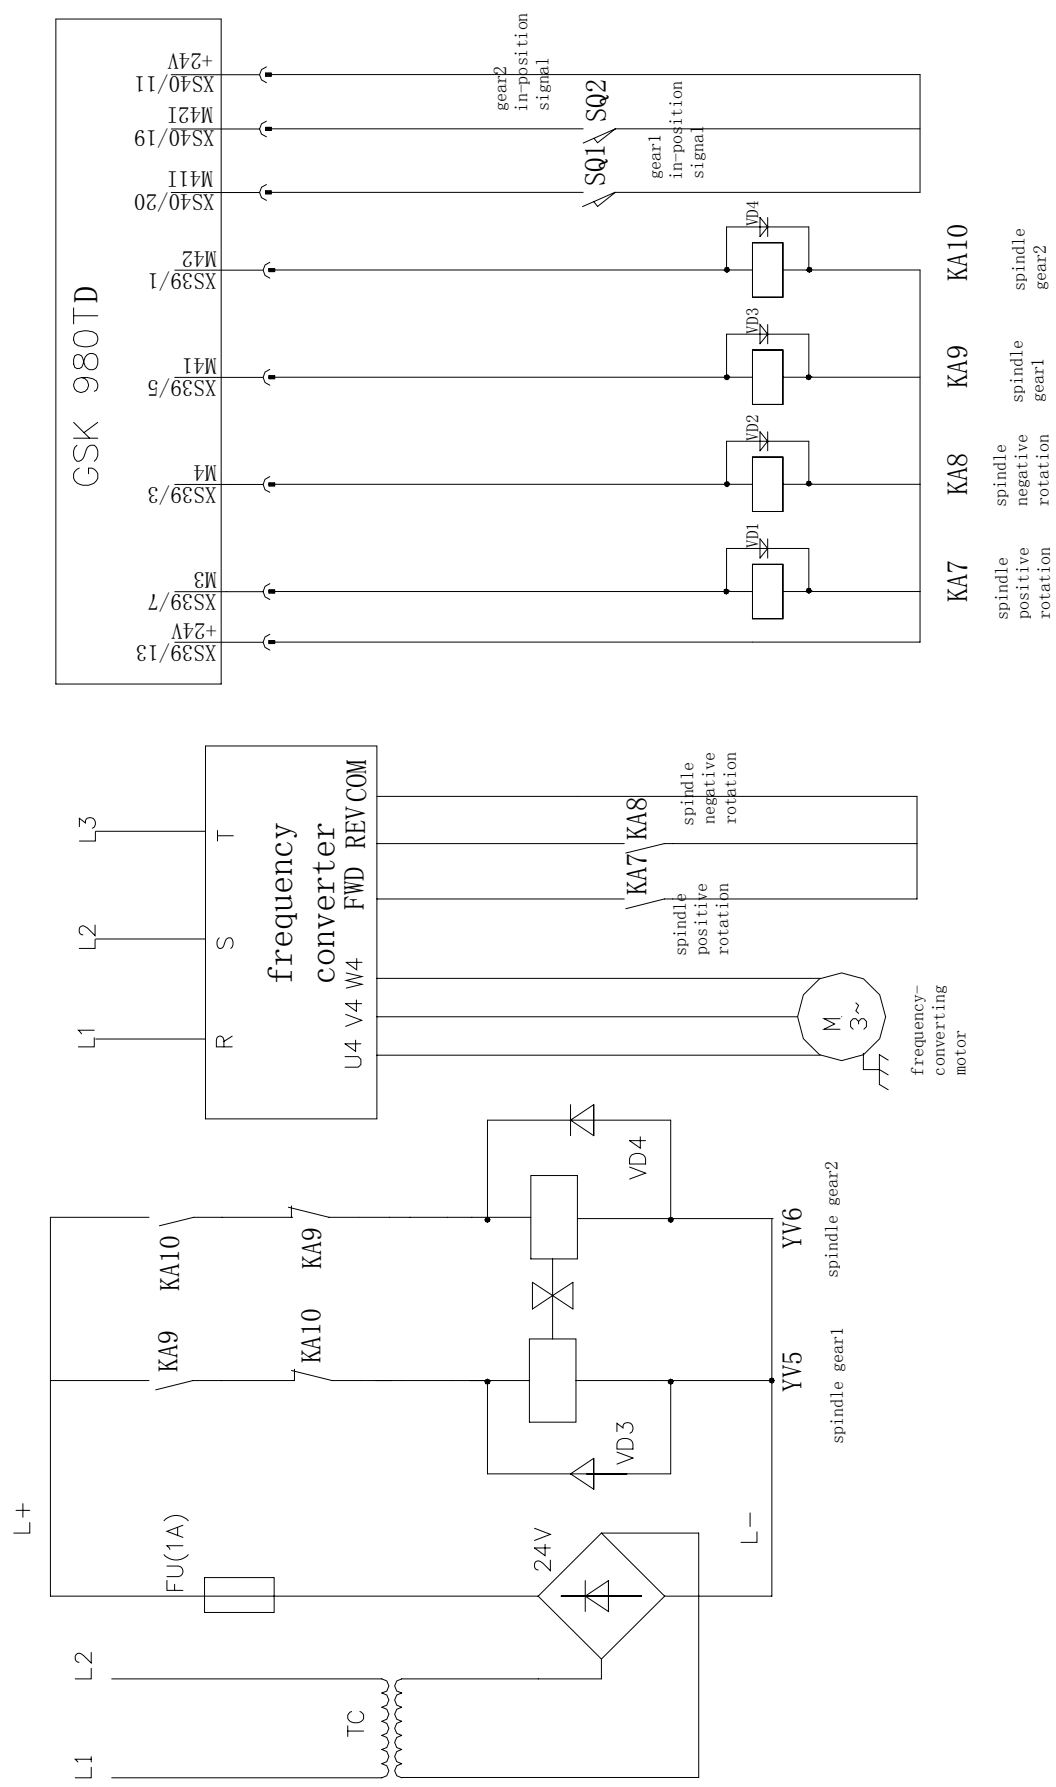 GSK 980TD
+24V
XS40/11
M42I
XS40/19
M41I
XS40/20
M42
XS39/1
M41
XS39/5
M4
XS39/3
M3
XS39/7
+24V
XS39/13
gear2
in-position
signal
SQ2
SQ1
gear1
in-position
signal
VD4
KA10
spindle
gear2
VD3
KA9
spindle
gear1
VD2
KA8
spindle
negative
rotation
VD1
KA7
spindle
positive
rotation
L3
L2
L1
T
S
R
frequency
converter
U4 V4 W4 FWD REV COM
KA8
spindle
negative
rotation
KA7
spindle
positive
rotation
M
3~
frequency-
converting
motor
L+
KA10
KA9
VD4
YV6
spindle gear2
KA9
KA10
VD3
YV5
spindle gear1
FU(1A)
24V
L-
L2
L1
TC